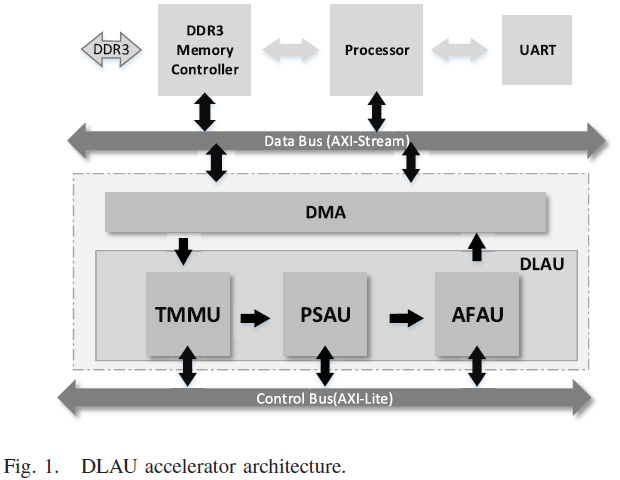 DDR3
DDR3
Memory
Controller
Processor
UART
Data Bus (AXI-Stream)
DMA
DLAU
TMMU
PSAU
AFAU
Control Bus(AXI-Lite)
Fig. 1. DLAU accelerator architecture.